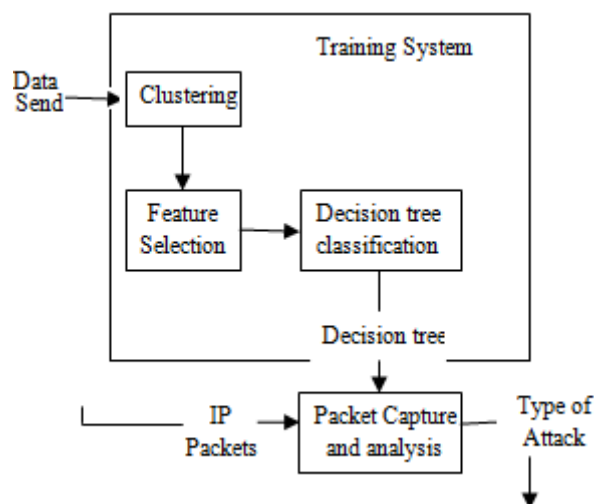 Training System
Data
Send
Clustering
Feature
Selection
Decision tree
classification
Decision tree
IP
Packets
Packet Capture
and analysis
Type of
Attack